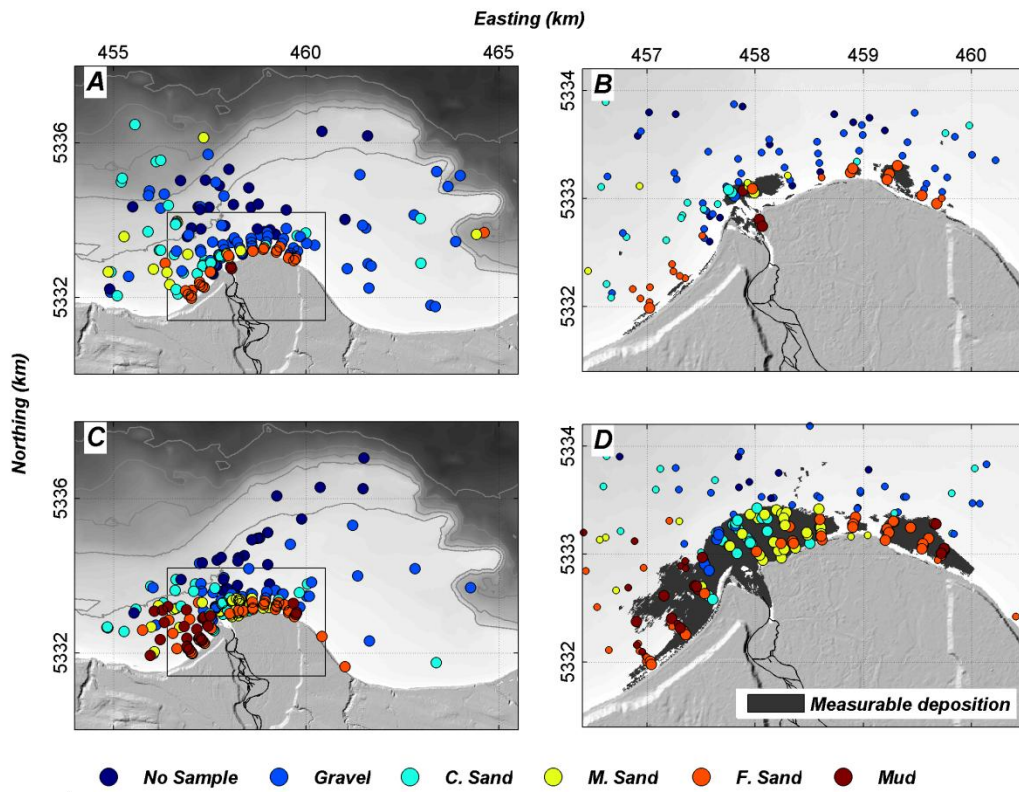 Easting (km)
455 460 465 457 458 459 460
A B
5336 5334
5333
5332 5332
Northing (km)
C D
5334
5336
5333
5332 5332
Measurable deposition
No Sample Gravel C. Sand M. Sand F. Sand Mud